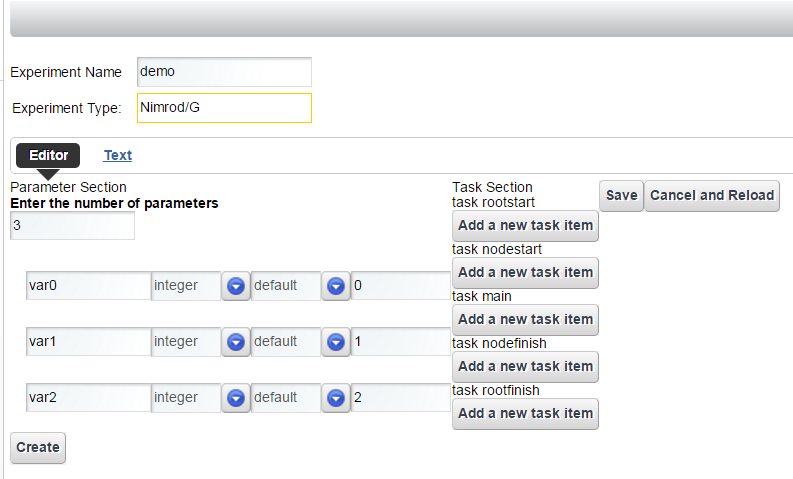 Experiment Name demo
Experiment Type: Nimrod/G
Editor Text
Parameter Section
Enter the number of parameters
3
var0 integer default 0
var1 integer default 1
var2 integer default 2
Create
Task Section
task rootstart
Add a new task item
task nodestart
Add a new task item
task main
Add a new task item
task nodefinish
Add a new task item
task rootfinish
Add a new task item
Save Cancel and Reload